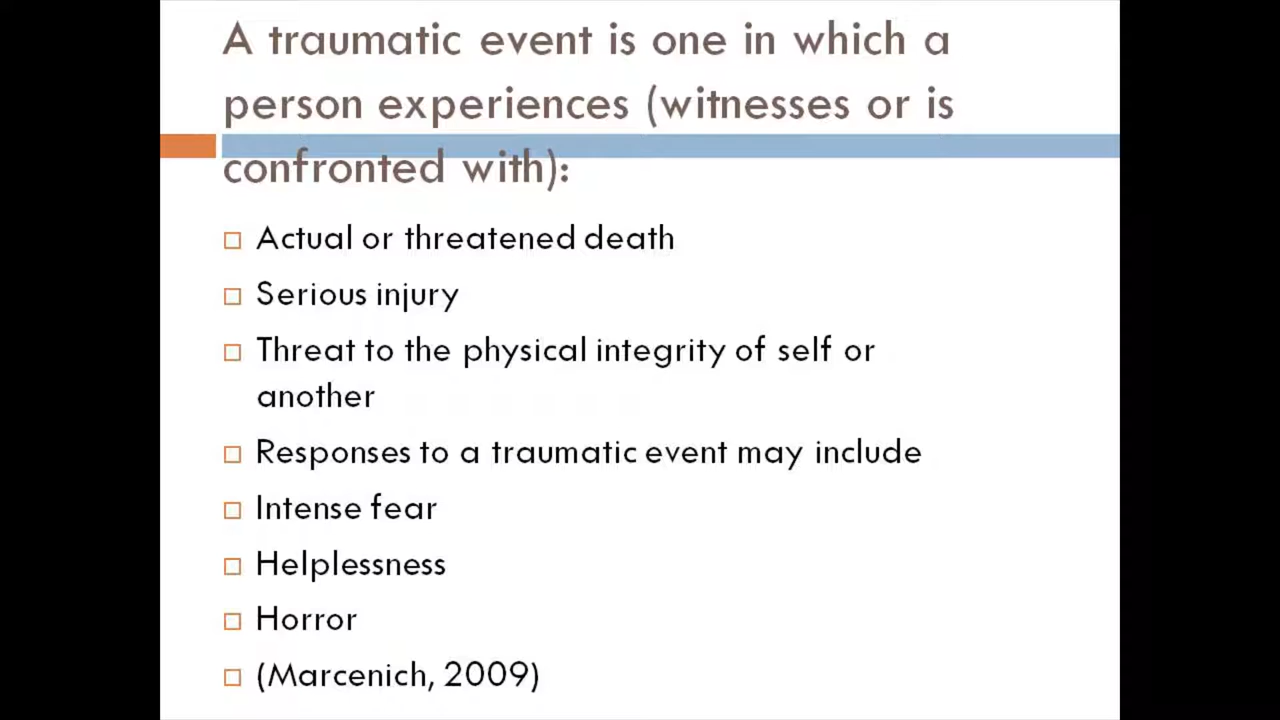 A traumatic event is one in which a
person experiences (witnesses or is
confronted with):
Actual or threatened death
Serious injury
Threat to the physical integrity of self or
another
Responses to a traumatic event may include
Intense fear
Helplessness
Horror
(Marcenich, 2009)